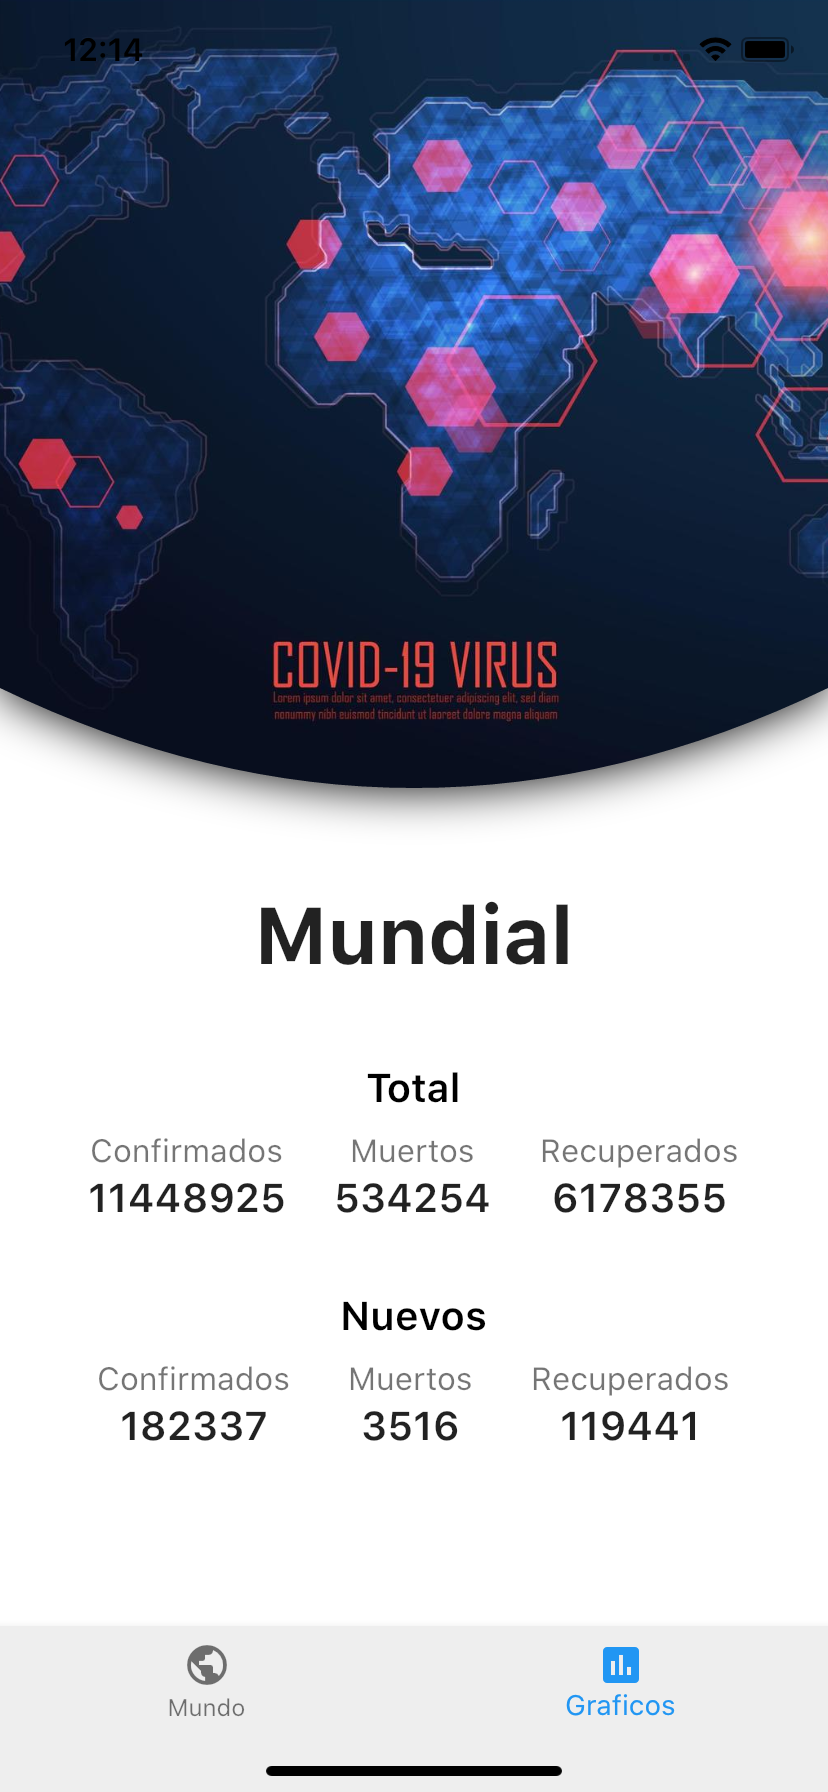 12:14
COVID-19 VIRUS
Lorem ipsum dolor sit amet, consectetuer adipiscing elit, sed diam
nonummy nibh euismod tincidunt ut laoreet dolore magna aliquam
Mundial
Total
Confirmados Muertos Recuperados
11448925 534254 6178355
Nuevos
Confirmados Muertos Recuperados
182337 3516 119441
Mundo Graficos